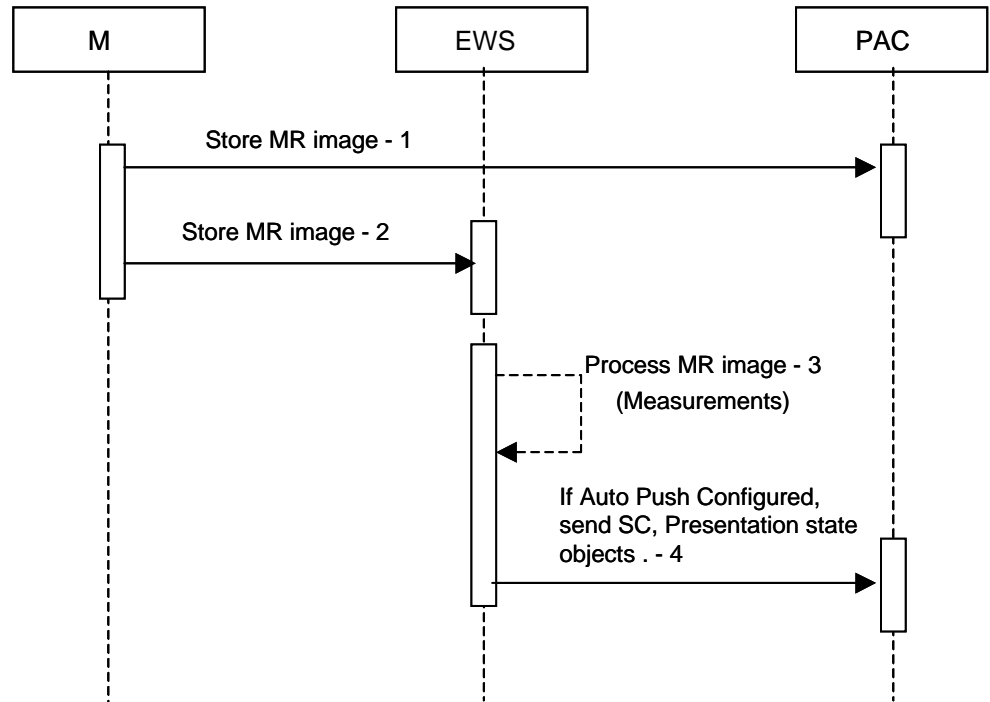 M
EWS
PAC
Store MR image - 1
Store MR image - 2
Process MR image - 3
(Measurements)
If Auto Push Configured,
send SC, Presentation state
objects . - 4